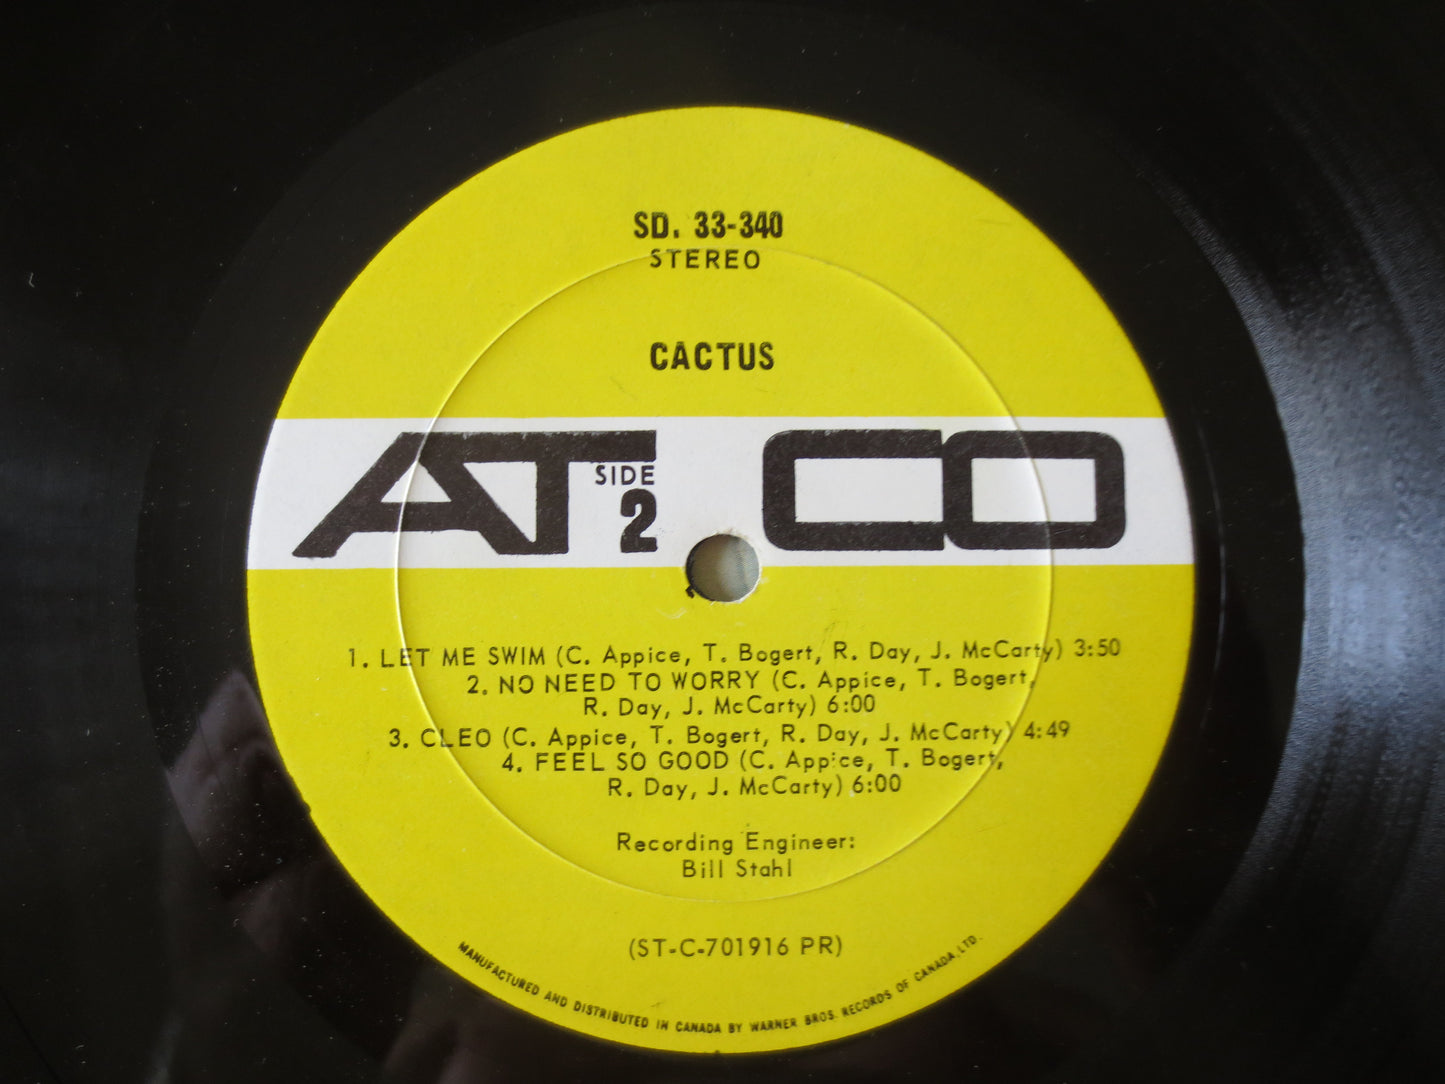 SD. 33-340
STEREO
CACTUS
ATCO
SIDE
2
1. LET ME SWIM (C. Appice, T. Bogert, R. Day, J. McCarty) 3:50
2. NO NEED TO WORRY (C. Appice, T. Bogert,
R. Day, J. McCarty) 6:00
3. CLEO (C. Appice, T. Bogert, R. Day, J. McCarty) 4:49
4. FEEL SO GOOD (C. Appice, T. Bogert,
R. Day, J. McCarty) 6:00
Recording Engineer:
Bill Stahl
(ST-C-701916 PR)
MANUFACTURED AND DISTRIBUTED IN CANADA BY WARNER BROS. RECORDS OF CANADA, LTD.